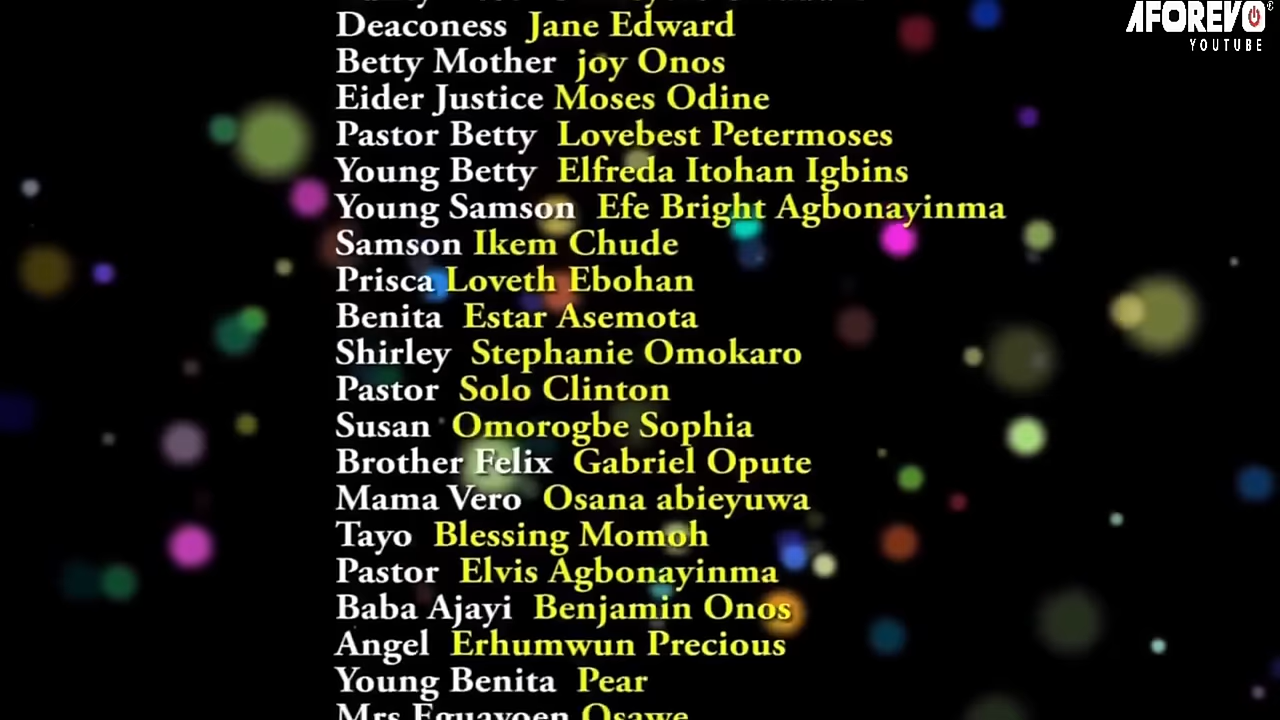 AFOREVO
YOUTUBE
Deaconess Jane Edward
Betty Mother joy Onos
Eider Justice Moses Odine
Pastor Betty Lovebest Petermoses
Young Betty Elfreda Itohan Igbins
Young Samson Efe Bright Agbonayinma
Samson Ikem Chude
Prisca Loveth Ebohan
Benita Estar Asemota
Shirley Stephanie Omokaro
Pastor Solo Clinton
Susan Omorogbe Sophia
Brother Felix Gabriel Opute
Mama Vero Osana abieyuwa
Tayo Blessing Momoh
Pastor Elvis Agbonayinma
Baba Ajayi Benjamin Onos
Angel Erhumwun Precious
Young Benita Pear
Mrs Eguavoen Osawe